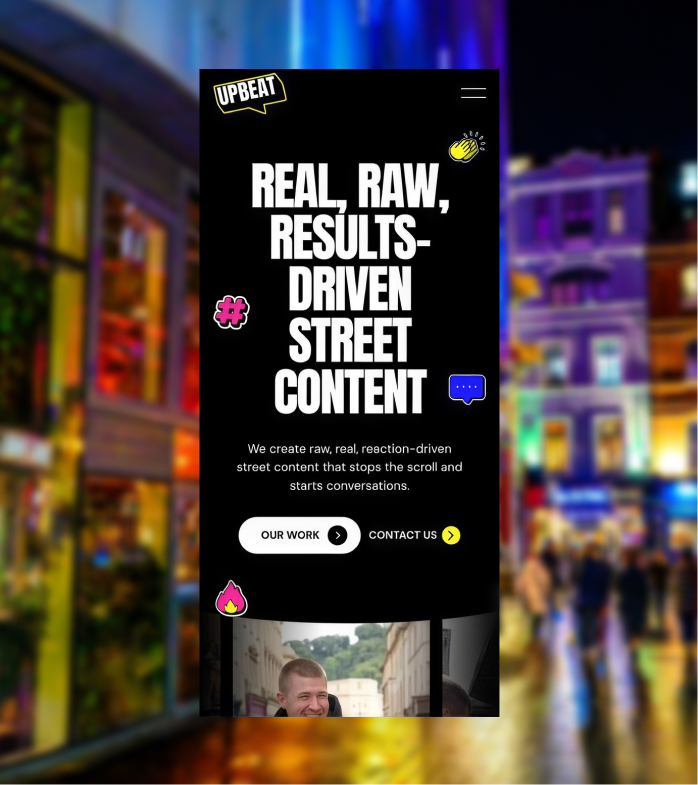 UPBEAT
REAL, RAW,
RESULTS-
DRIVEN
STREET
CONTENT
#
We create raw, real, reaction-driven
street content that stops the scroll and
starts conversations.
OUR WORK
CONTACT US